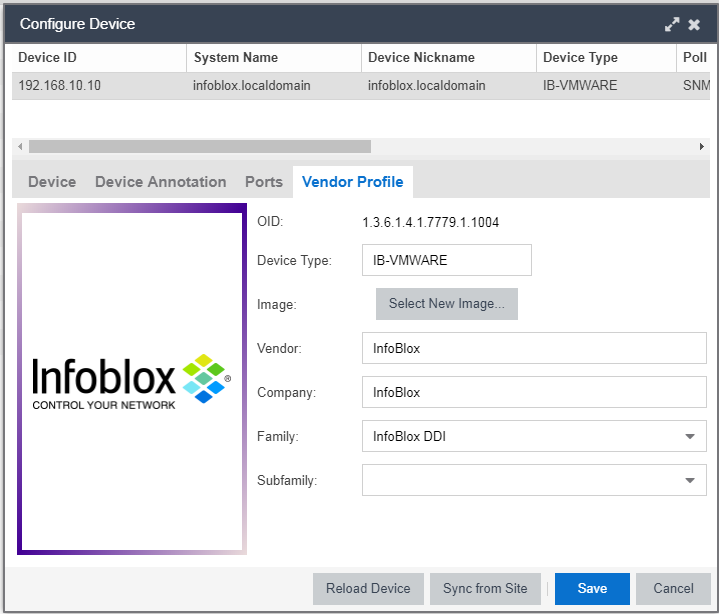 Configure Device
Device ID System Name Device Nickname Device Type Poll
192.168.10.10 infoblox.localdomain infoblox.localdomain IB-VMWARE SNM
Device Device Annotation Ports Vendor Profile
Infoblox ®
CONTROL YOUR NETWORK
OID: 1.3.6.1.4.1.7779.1.1004
Device Type: IB-VMWARE
Image: Select New Image...
Vendor: InfoBlox
Company: InfoBlox
Family: InfoBlox DDI
Subfamily:
Reload Device Sync from Site Save Cancel